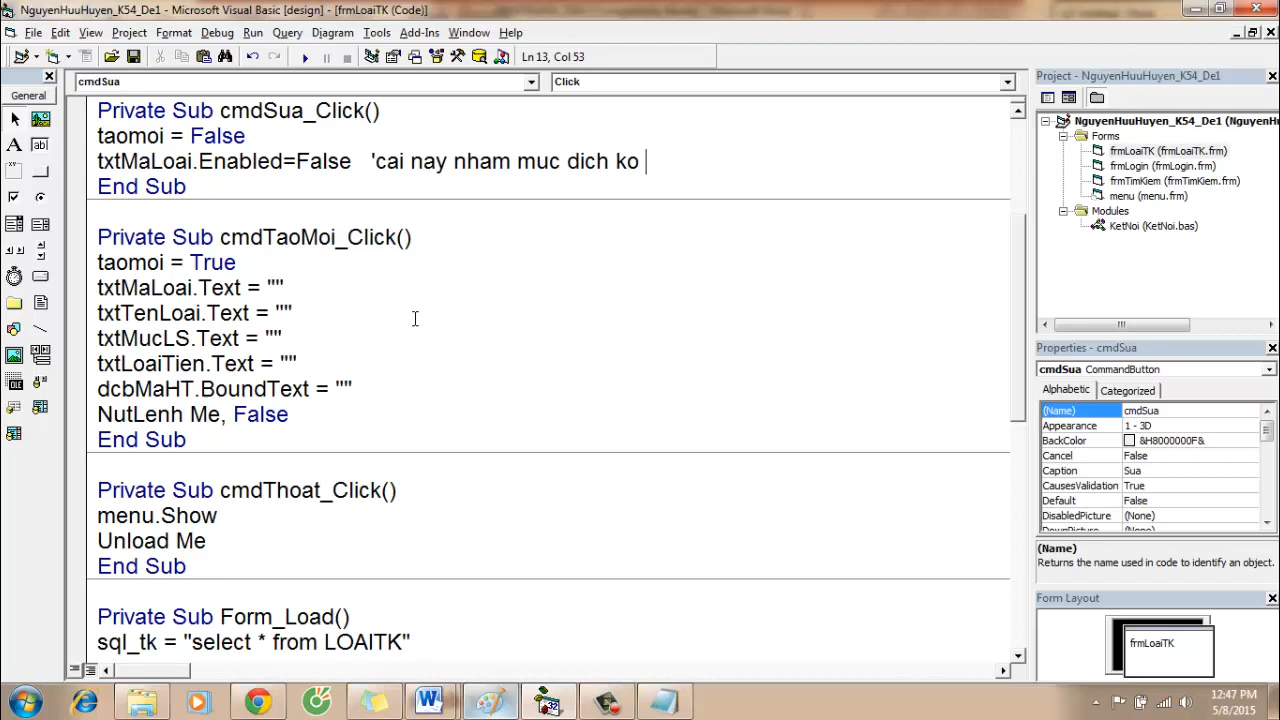 NguyenHuuHuyen_K54_De1 - Microsoft Visual Basic [design] - [frmLoaiTK (Code)]
File Edit View Project Format Debug Run Query Diagram Tools Add-Ins Window Help
Ln 13, Col 53
General
cmdSua Click
Private Sub cmdSua_Click()
taomoi = False
txtMaLoai.Enabled=False 'cai nay nham muc dich ko
End Sub
Private Sub cmdTaoMoi_Click()
taomoi = True
txtMaLoai.Text = ""
txtTenLoai.Text = ""
txtMucLS.Text = ""
txtLoaiTien.Text = ""
dcbMaHT.BoundText = ""
NutLenh Me, False
End Sub
Private Sub cmdThoat_Click()
menu.Show
Unload Me
End Sub
Private Sub Form_Load()
sql_tk = "select * from LOAITK"
Project - NguyenHuuHuyen_K54_De1
NguyenHuuHuyen_K54_De1 (NguyenH
Forms
frmLoaiTK (frmLoaiTK.frm)
frmLogin (frmLogin.frm)
frmTimKiem (frmTimKiem.frm)
menu (menu.frm)
Modules
KetNoi (KetNoi.bas)
Properties - cmdSua
cmdSua CommandButton
Alphabetic Categorized
(Name) cmdSua
Appearance 1 - 3D
BackColor &H8000000F&
Cancel False
Caption Sua
CausesValidation True
Default False
DisabledPicture (None)
DownPicture (None)
(Name)
Returns the name used in code to identify an object.
Form Layout
frmLoaiTK
12:47 PM
5/8/2015